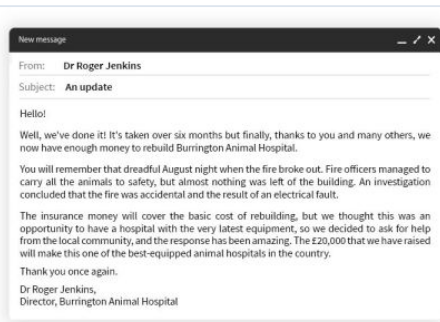 New message
From: Dr Roger Jenkins
Subject: An update
Hello!
Well, we've done it! It's taken over six months but finally, thanks to you and many others, we
now have enough money to rebuild Burrington Animal Hospital.
You will remember that dreadful August night when the fire broke out. Fire officers managed to
carry all the animals to safety, but almost nothing was left of the building. An investigation
concluded that the fire was accidental and the result of an electrical fault.
The insurance money will cover the basic cost of rebuilding, but we thought this was an
opportunity to have a hospital with the very latest equipment, so we decided to ask for help
from the local community, and the response has been amazing. The £20,000 that we have raised
will make this one of the best-equipped animal hospitals in the country.
Thank you once again.
Dr Roger Jenkins,
Director, Burrington Animal Hospital